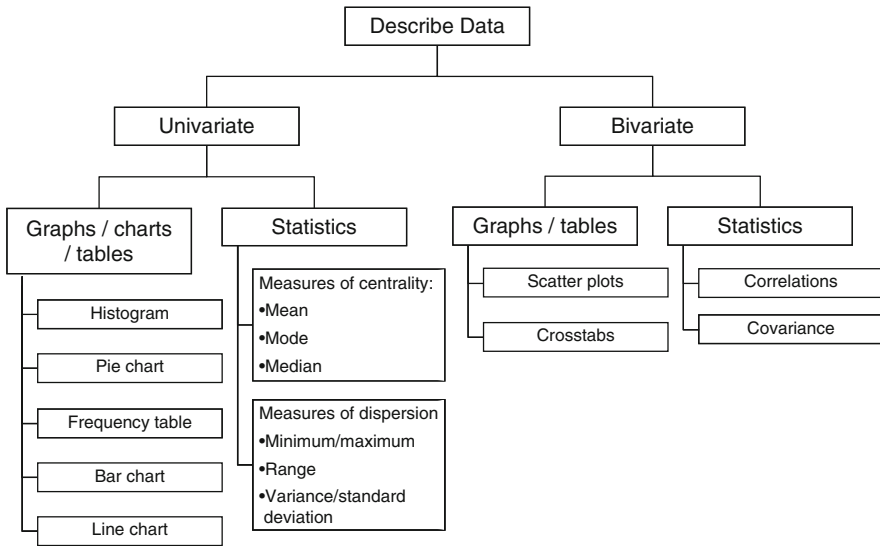 Describe Data
Univariate
Bivariate
Graphs / charts
/ tables
Statistics
Graphs / tables
Statistics
Histogram
Pie chart
Frequency table
Bar chart
Line chart
Measures of centrality:
•Mean
•Mode
•Median
Measures of dispersion
•Minimum/maximum
•Range
•Variance/standard
deviation
Scatter plots
Crosstabs
Correlations
Covariance